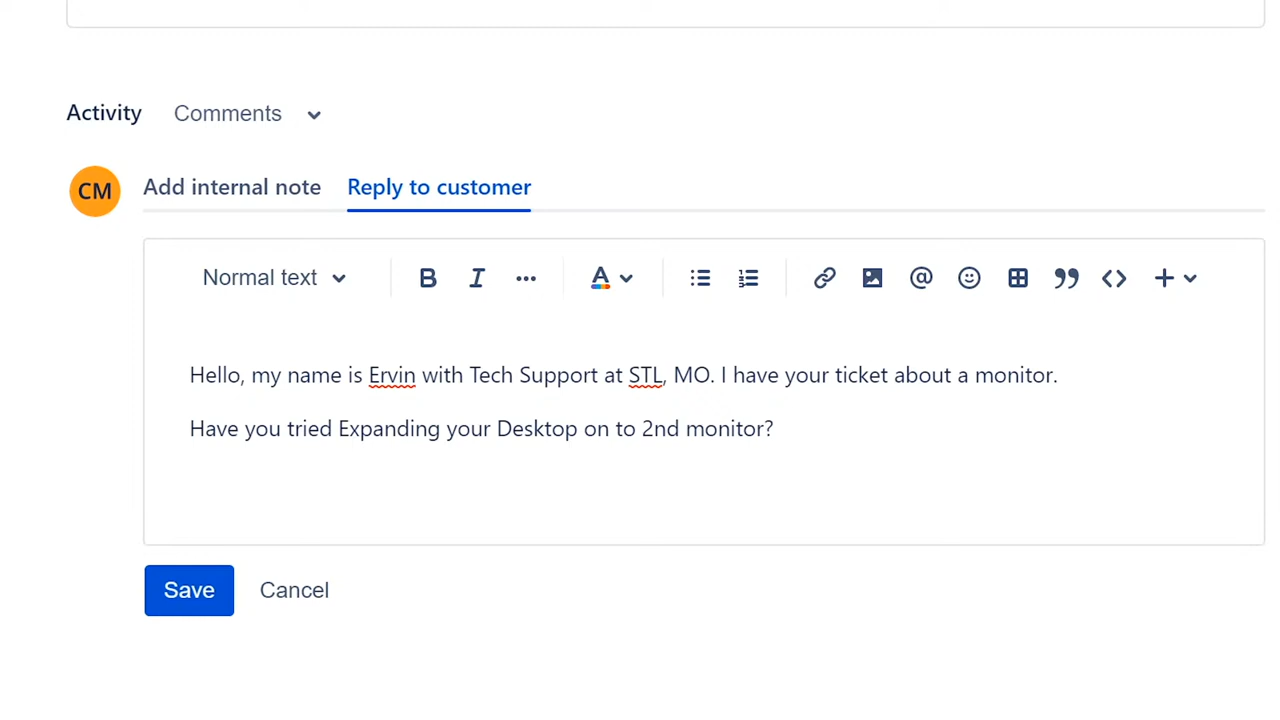 Activity Comments
CM Add internal note Reply to customer
Normal text B I ... A @
Hello, my name is Ervin with Tech Support at STL, MO. I have your ticket about a monitor.
Have you tried Expanding your Desktop on to 2nd monitor?
Save Cancel